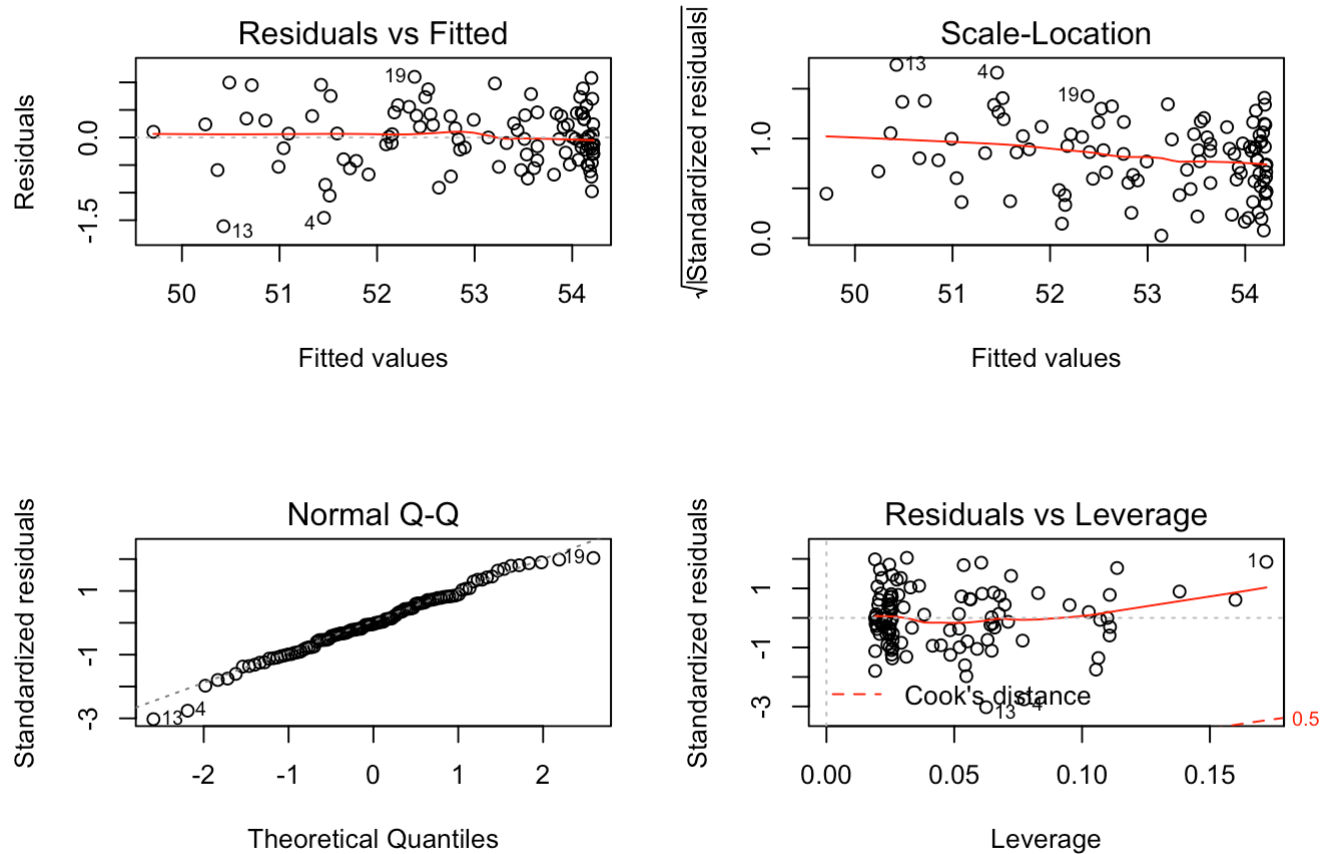 Residuals vs Fitted
Residuals
0.0
-1.5
19
13
4
50 51 52 53 54
Fitted values
Scale-Location
√|Standardized residuals|
1.0
0.0
13
4
19
50 51 52 53 54
Fitted values
Normal Q-Q
Standardized residuals
1
-1
-3
19
13
4
-2 -1 0 1 2
Theoretical Quantiles
Residuals vs Leverage
Standardized residuals
1
-1
-3
1
Cook's distance
13
4
0.5
0.00 0.05 0.10 0.15
Leverage